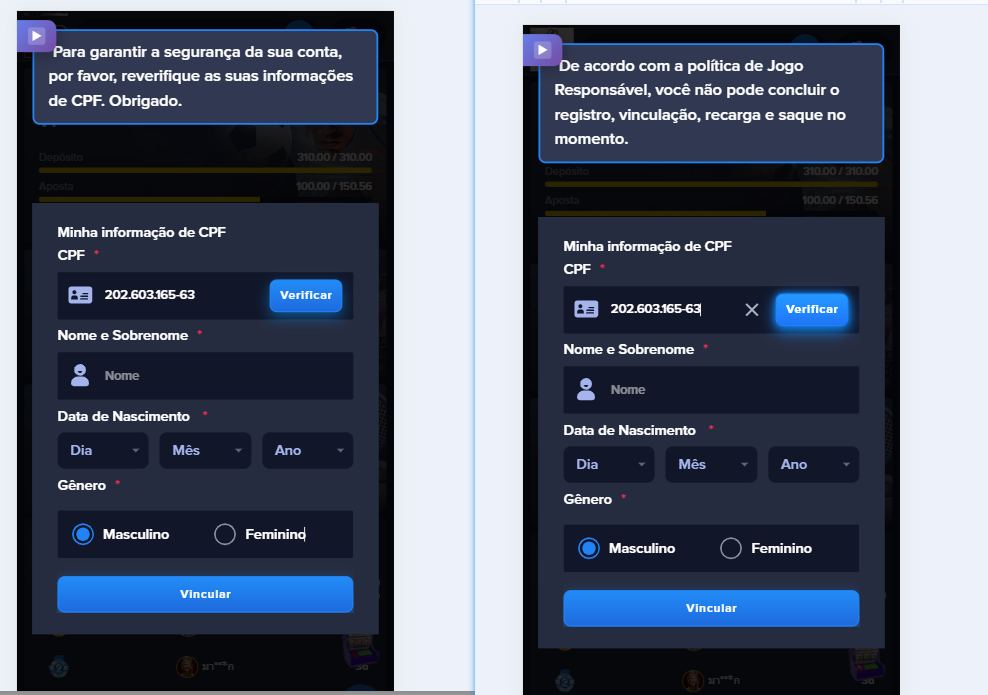 Para garantir a segurança da sua conta,
por favor, reverifique as suas informações
de CPF. Obrigado.
Depósito 310.00 / 310.00
Aposta 100.00 / 150.56
Minha informação de CPF
CPF *
202.603.165-63 Verificar
Nome e Sobrenome *
Nome
Data de Nascimento *
Dia Mês Ano
Gênero *
Masculino Feminino
Vincular
De acordo com a política de Jogo
Responsável, você não pode concluir o
registro, vinculação, recarga e saque no
momento.
Depósito 310.00 / 310.00
Aposta 100.00 / 150.56
Minha informação de CPF
CPF *
202.603.165-63 Verificar
Nome e Sobrenome *
Nome
Data de Nascimento *
Dia Mês Ano
Gênero *
Masculino Feminino
Vincular